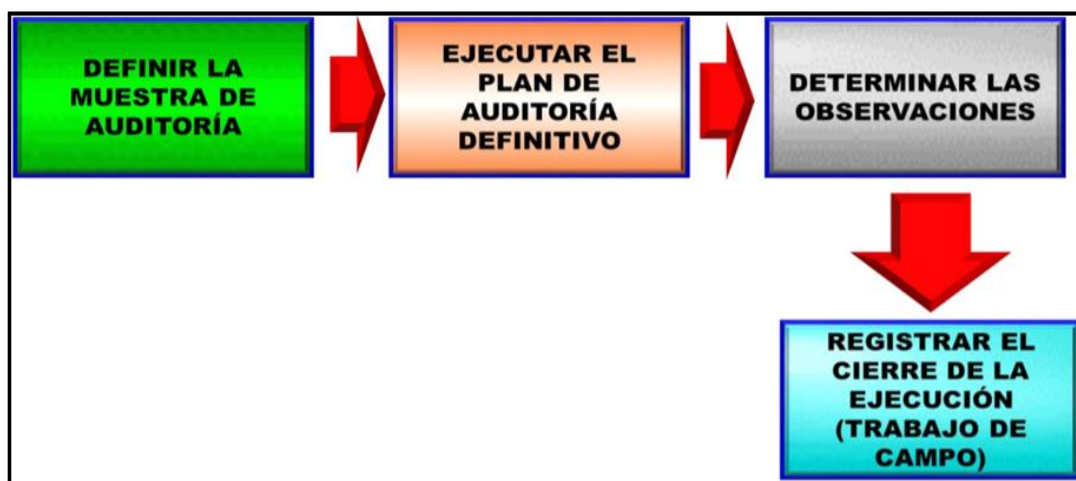 DEFINIR LA
MUESTRA DE
AUDITORÍA
EJECUTAR EL
PLAN DE
AUDITORÍA
DEFINITIVO
DETERMINAR LAS
OBSERVACIONES
REGISTRAR EL
CIERRE DE LA
EJECUCIÓN
(TRABAJO DE
CAMPO)